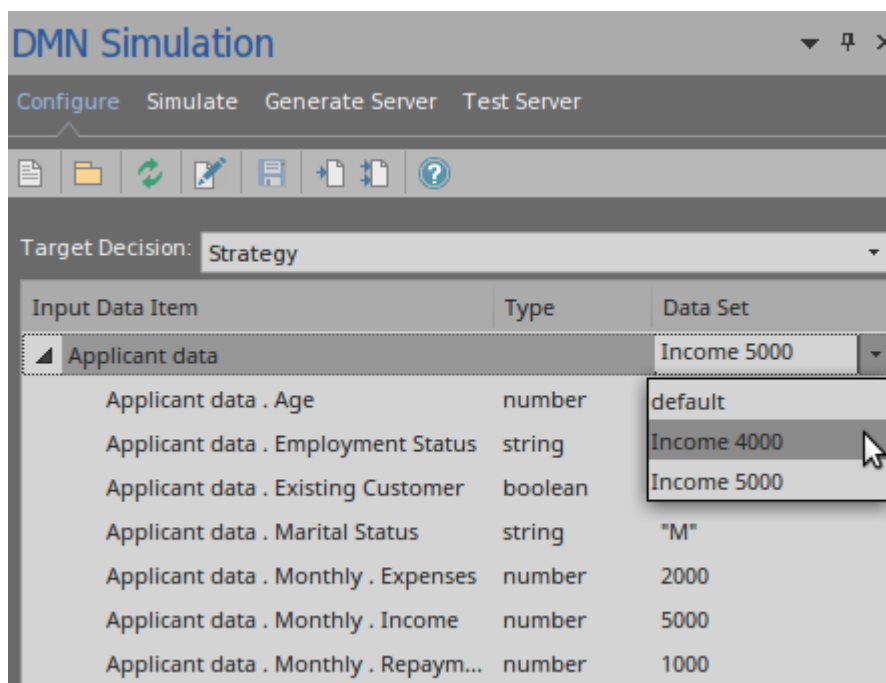 DMN Simulation
Configure Simulate Generate Server Test Server
Target Decision: Strategy
Input Data Item Type Data Set
Applicant data Income 5000
Applicant data . Age number default
Applicant data . Employment Status string Income 4000
Applicant data . Existing Customer boolean Income 5000
Applicant data . Marital Status string "M"
Applicant data . Monthly . Expenses number 2000
Applicant data . Monthly . Income number 5000
Applicant data . Monthly . Repaym... number 1000